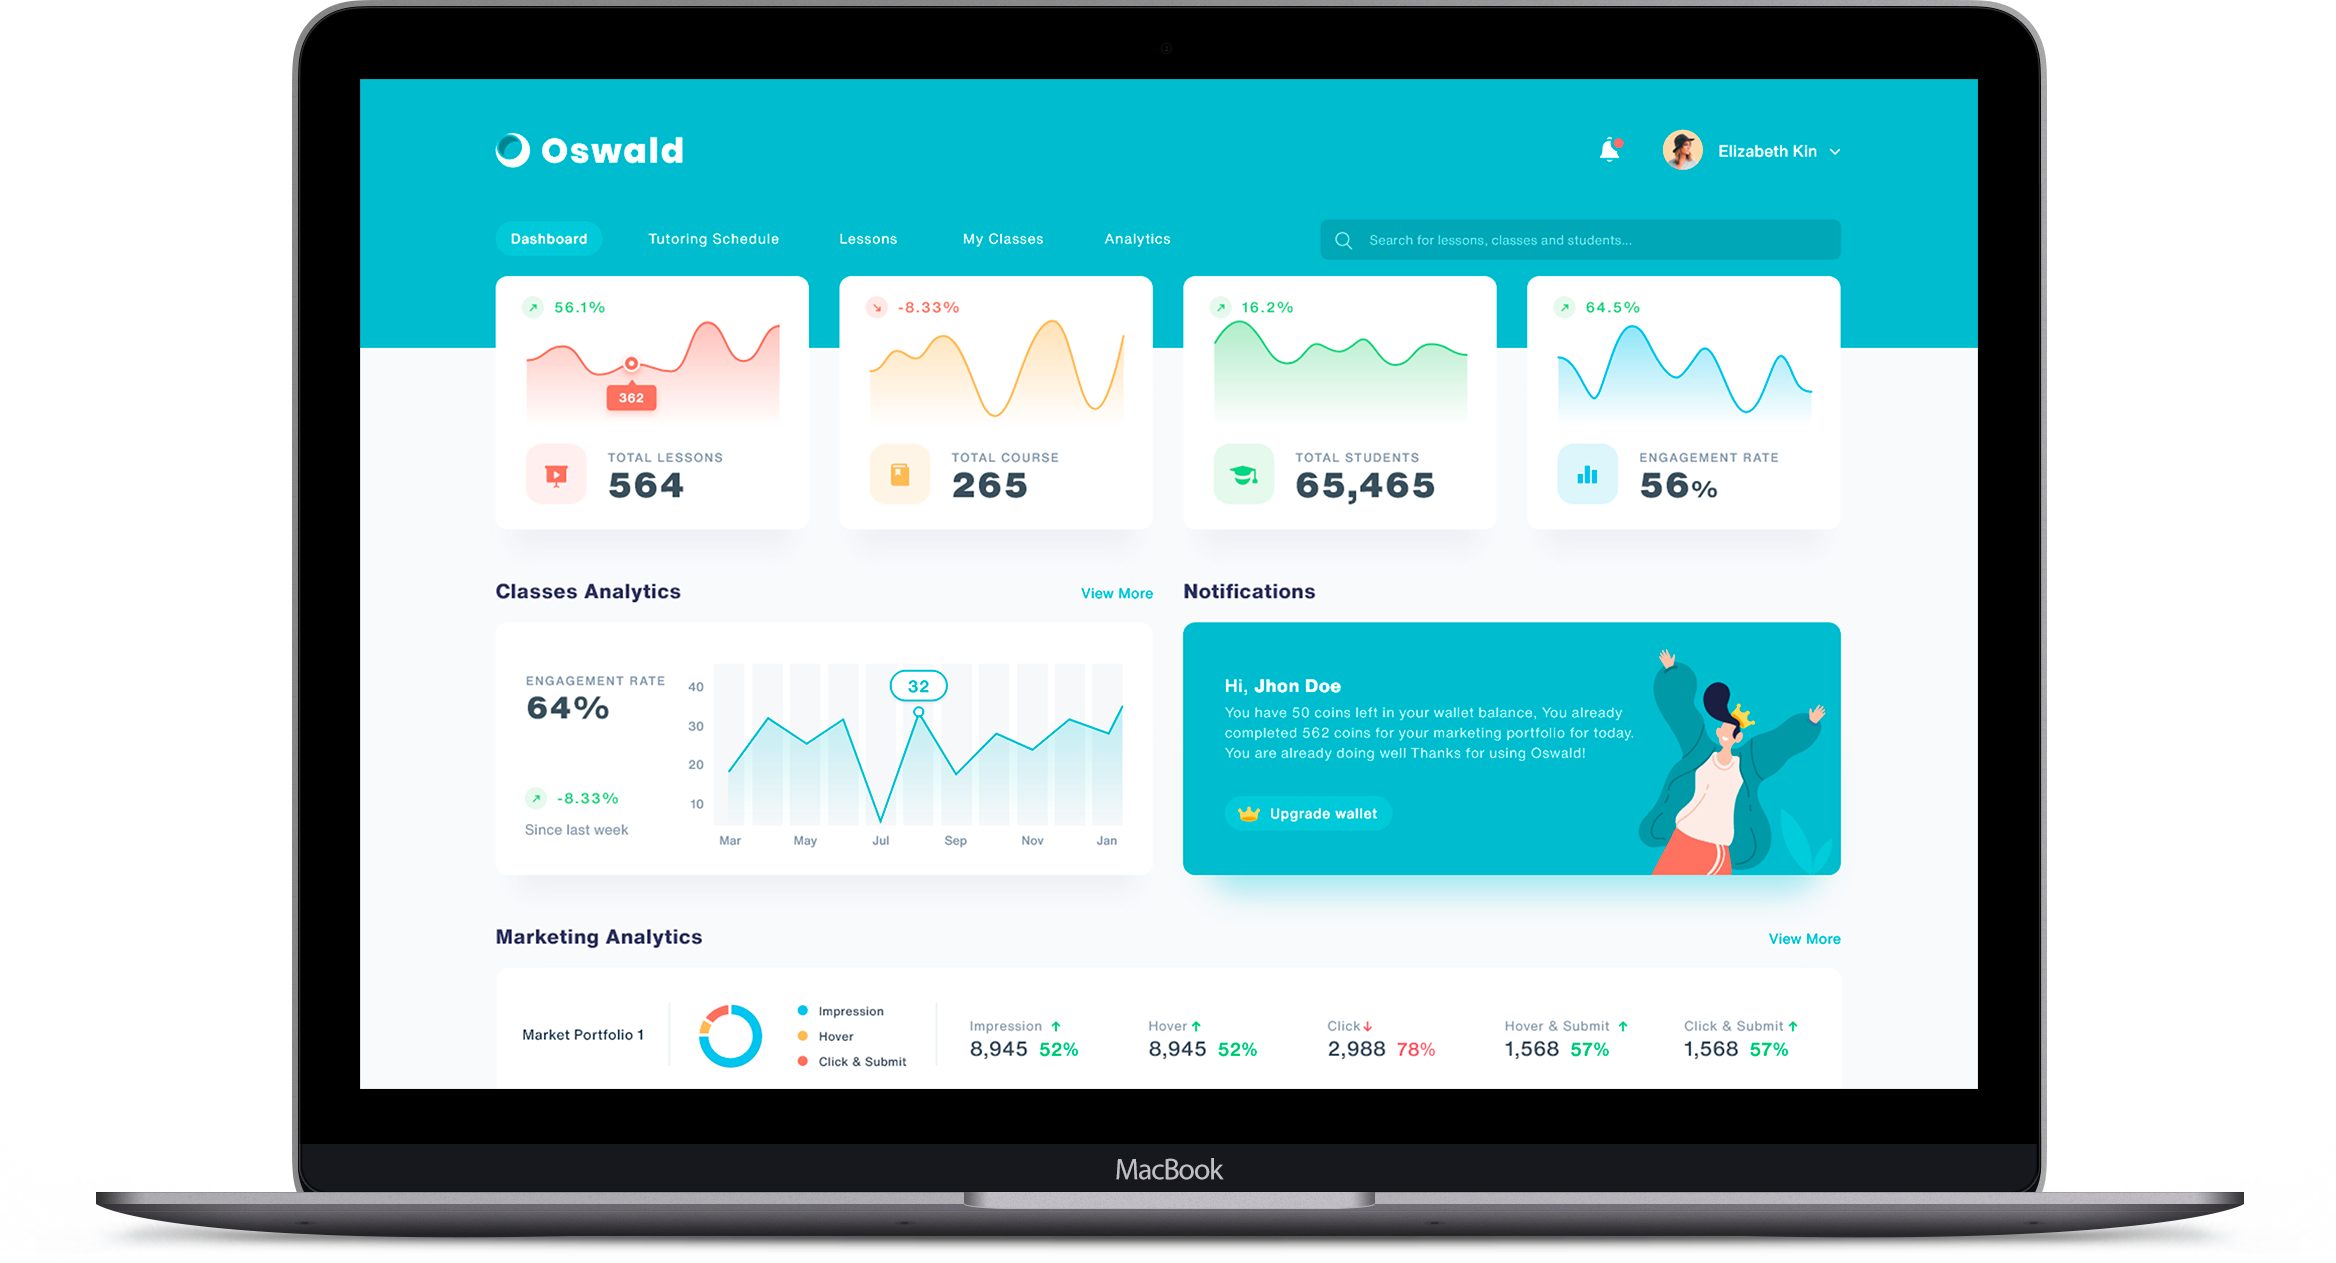 Oswald
Elizabeth Kin
Dashboard
Tutoring Schedule
Lessons
My Classes
Analytics
Search for lessons, classes and students...
56.1%
362
TOTAL LESSONS
564
-8.33%
TOTAL COURSE
265
16.2%
TOTAL STUDENTS
65,465
64.5%
ENGAGEMENT RATE
56%
Classes Analytics
View More
ENGAGEMENT RATE
64%
-8.33%
Since last week
40
30
20
10
32
Mar
May
Jul
Sep
Nov
Jan
Notifications
Hi, Jhon Doe
You have 50 coins left in your wallet balance, You already
completed 562 coins for your marketing portfolio for today.
You are already doing well Thanks for using Oswald!
Upgrade wallet
Marketing Analytics
View More
Market Portfolio 1
Impression
Hover
Click & Submit
Impression
8,945 52%
Hover
8,945 52%
Click
2,988 78%
Hover & Submit
1,568 57%
Click & Submit
1,568 57%
MacBook